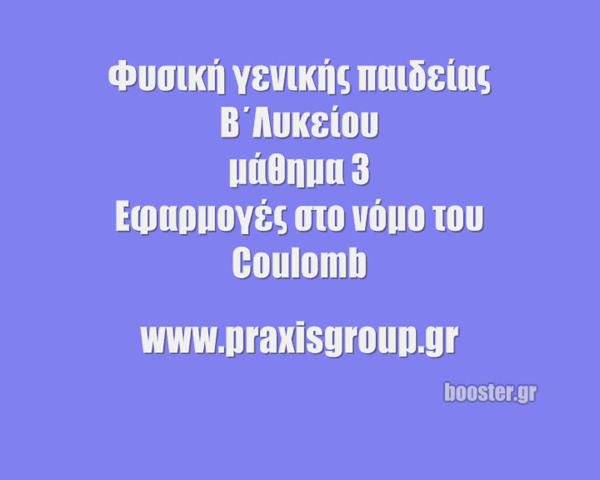 Φυσική γενικής παιδείας
Β΄Λυκείου
μάθημα 3
Εφαρμογές στο νόμο του
Coulomb
www.praxisgroup.gr
booster.gr